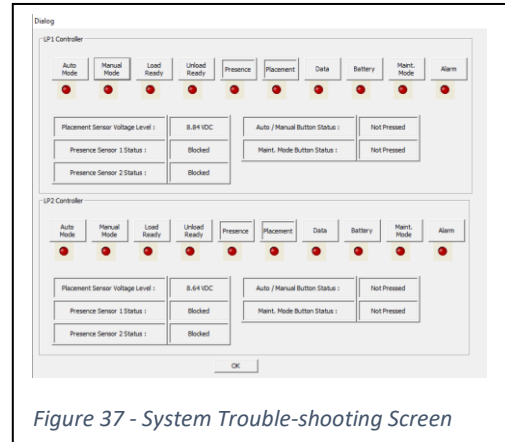 Dialog
LP1 Controller
Auto Mode Manual Mode Load Ready Unload Ready Presence Placement Data Battery Maint. Mode Alarm
Placement Sensor Voltage Level : 8.84 VDC Auto / Manual Button Status : Not Pressed
Presence Sensor 1 Status : Blocked Maint. Mode Button Status : Not Pressed
Presence Sensor 2 Status : Blocked
LP2 Controller
Auto Mode Manual Mode Load Ready Unload Ready Presence Placement Data Battery Maint. Mode Alarm
Placement Sensor Voltage Level : 8.64 VDC Auto / Manual Button Status : Not Pressed
Presence Sensor 1 Status : Blocked Maint. Mode Button Status : Not Pressed
Presence Sensor 2 Status : Blocked
OK
Figure 37 - System Trouble-shooting Screen